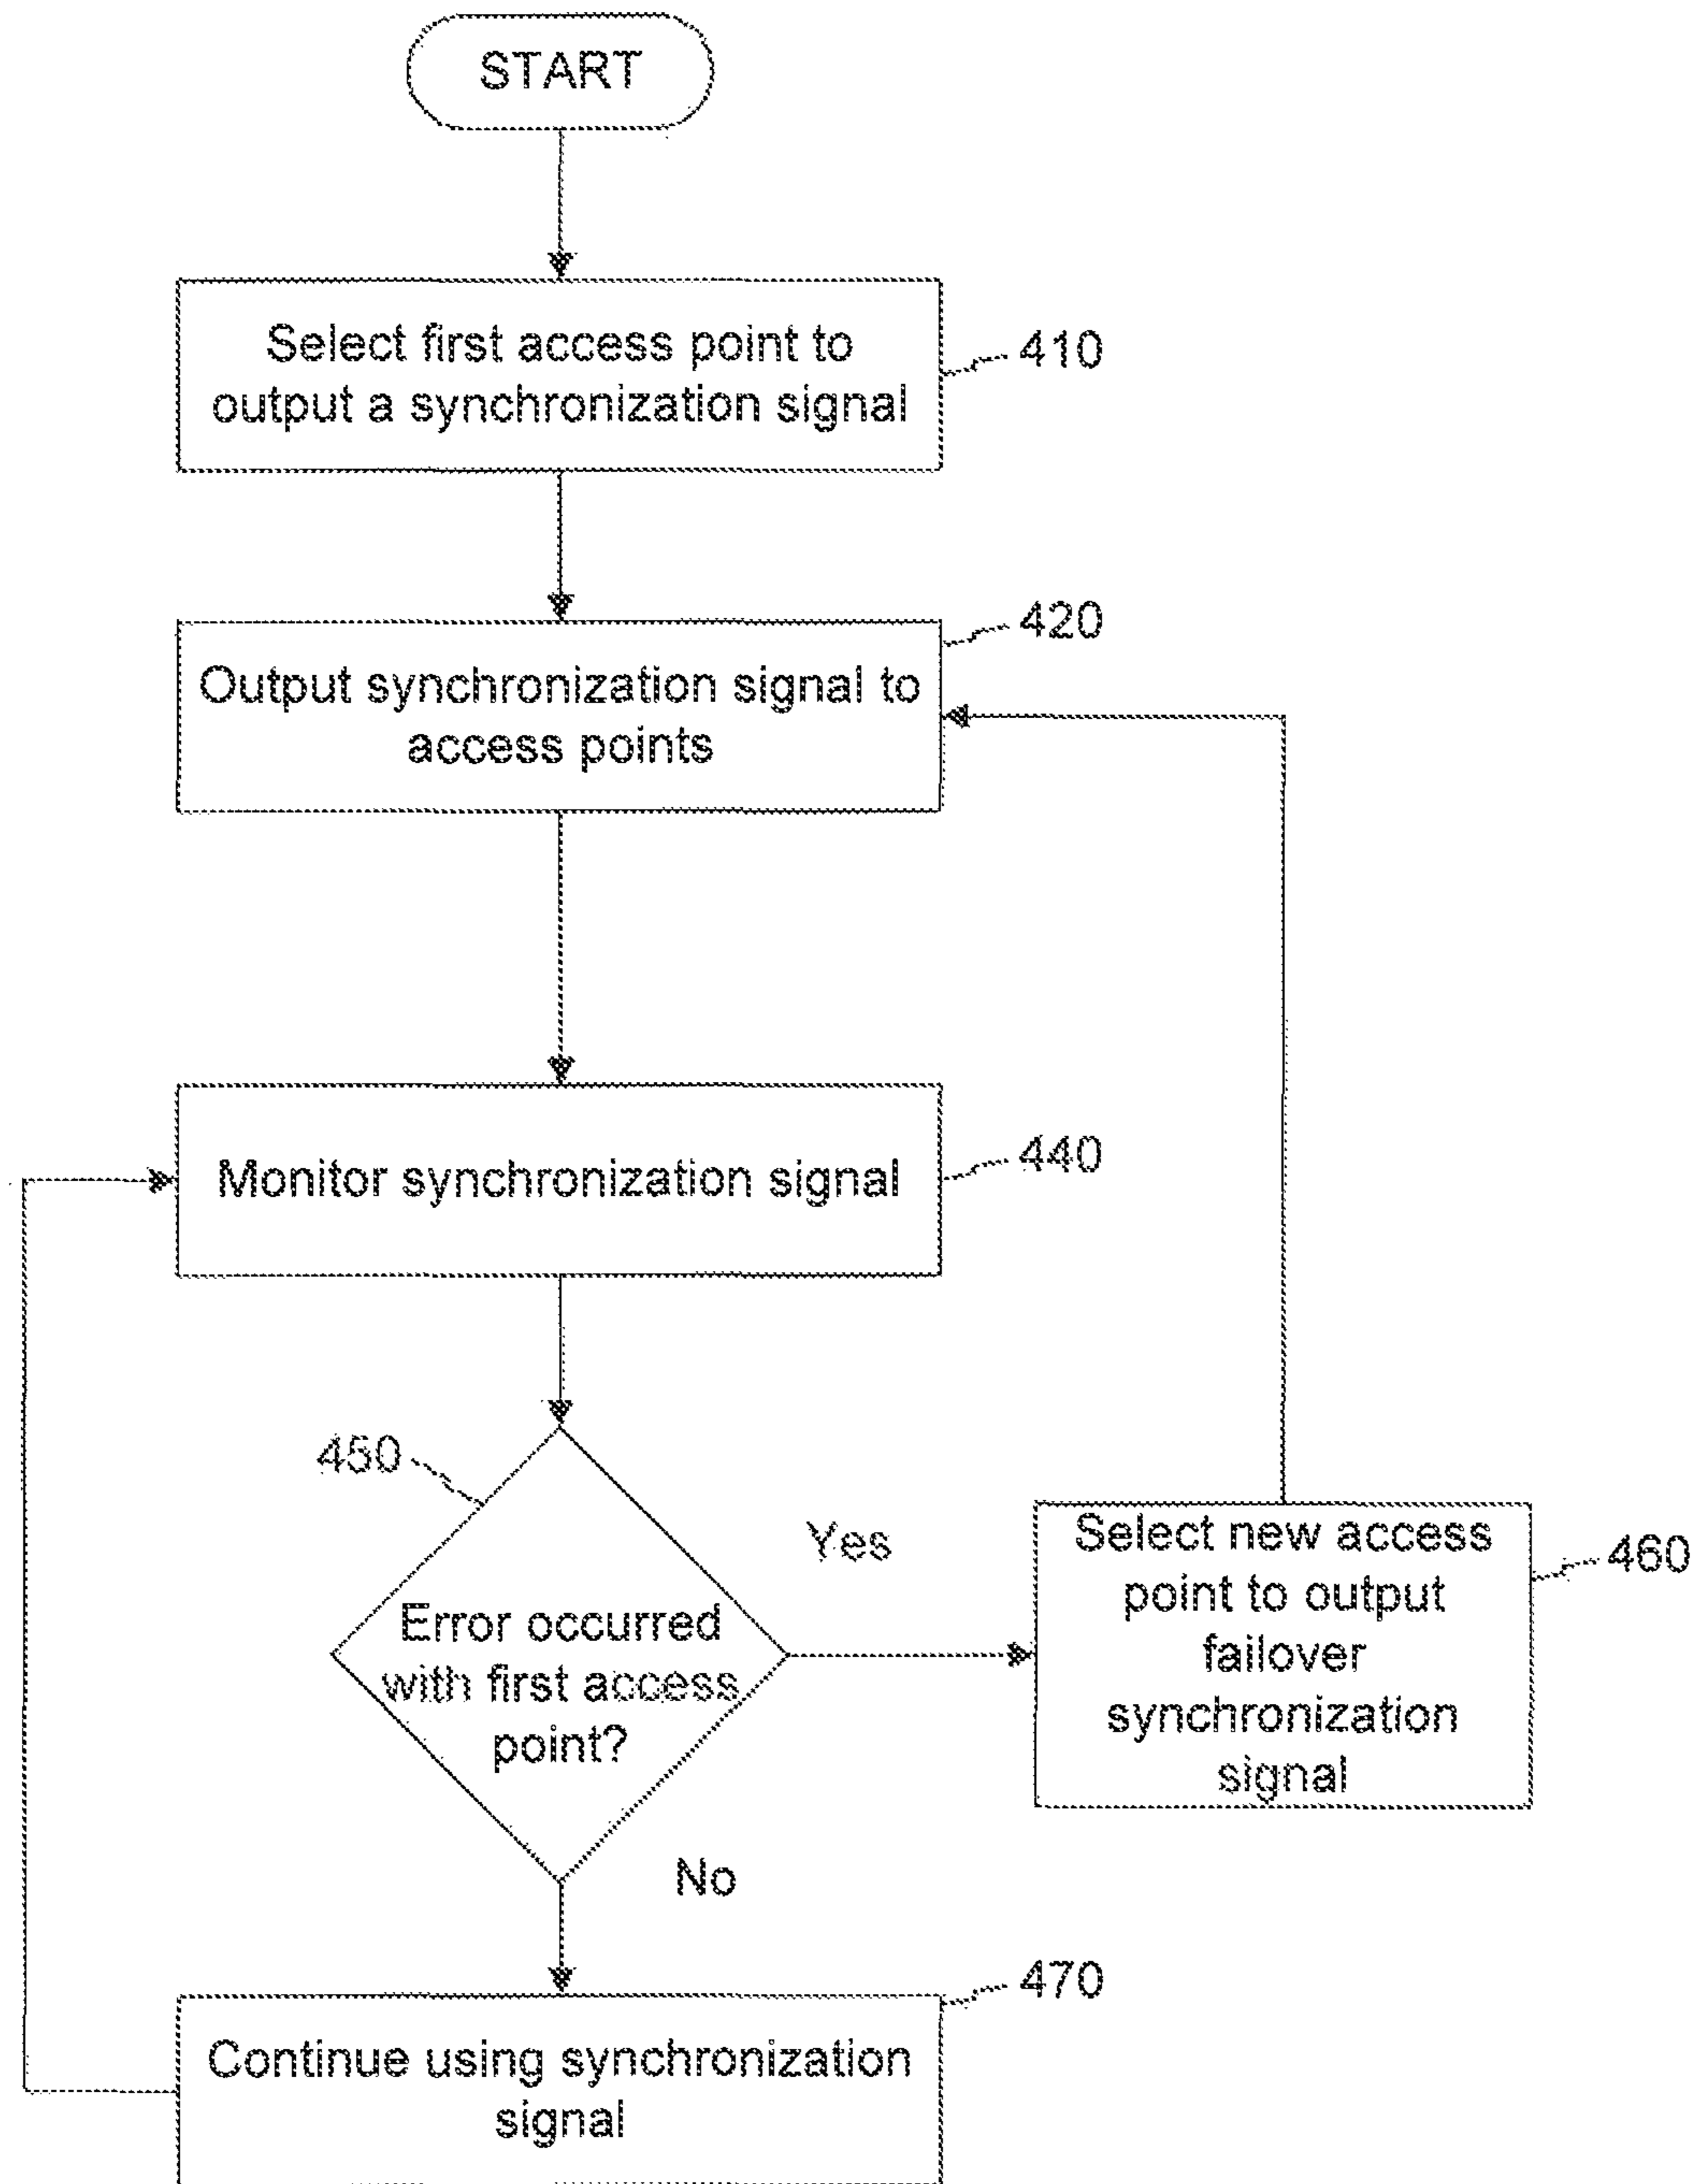 START
Select first access point to
output a synchronization signal
410
420
Output synchronization signal to
access points
Monitor synchronization signal
440
450
Yes
Error occurred
with first access
point?
Select new access
point to output
failover
synchronization
signal
460
No
470
Continue using synchronization
signal